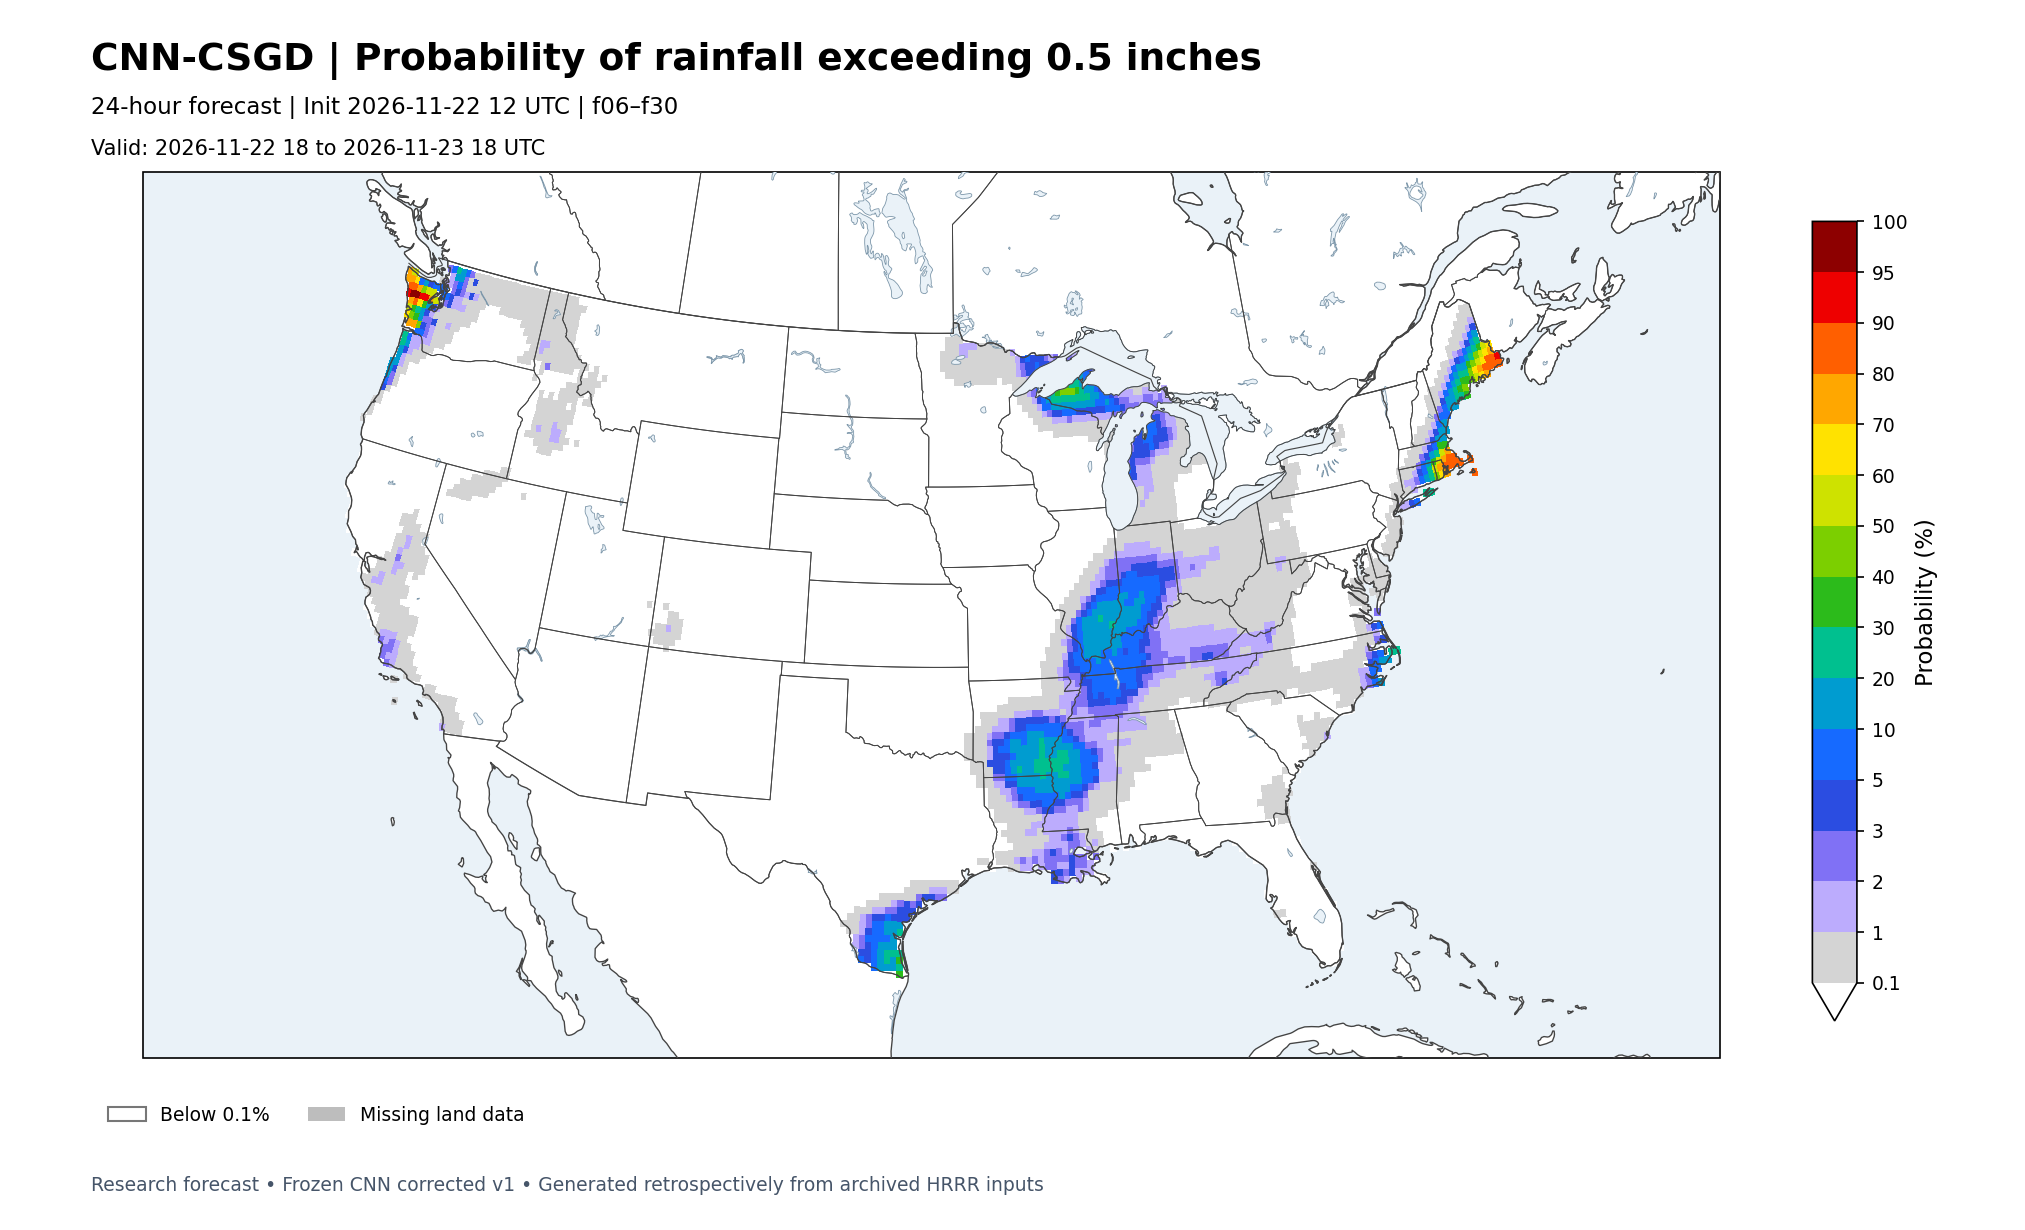 CNN-CSGD | Probability of rainfall exceeding 0.5 inches
24-hour forecast | Init 2026-11-22 12 UTC | f06–f30
Valid: 2026-11-22 18 to 2026-11-23 18 UTC
100
95
90
80
70
60
50
40
30
20
10
5
3
2
1
0.1
Probability (%)
Below 0.1%
Missing land data
Research forecast • Frozen CNN corrected v1 • Generated retrospectively from archived HRRR inputs